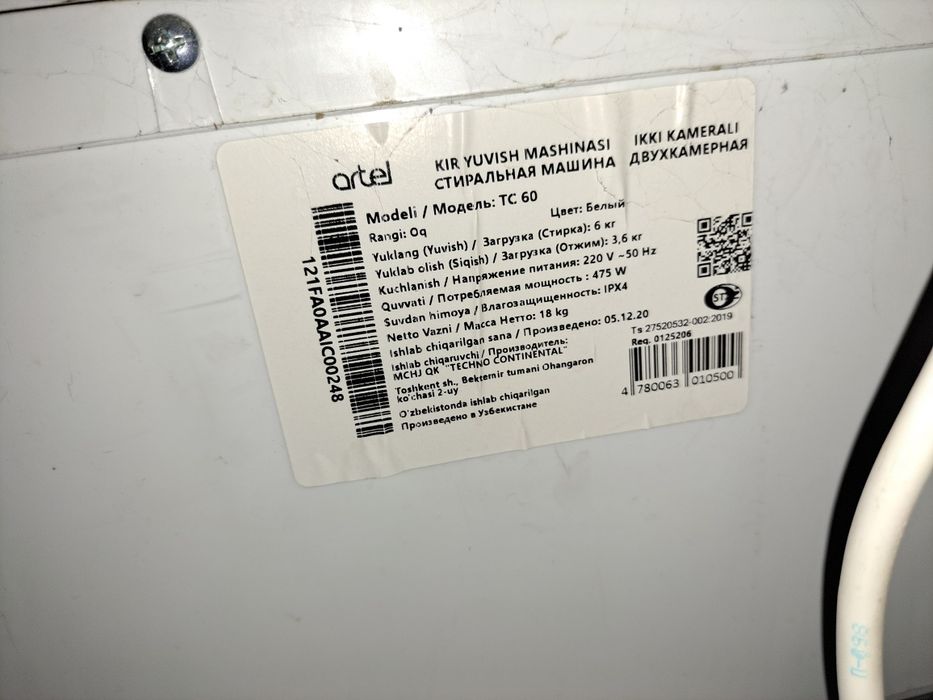 artel
KIR YUVISH MASHINASI
СТИРАЛЬНАЯ МАШИНА
IKKI KAMERALI
ДВУХКАМЕРНАЯ
Modeli / Модель: TC 60
Rangi: Oq
Цвет: Белый
Yuklang (Yuvish) / Загрузка (Стирка): 6 кг
Yuklab olish (Siqish) / Загрузка (Отжим): 3,6 кг
Kuchlanish / Напряжение питания: 220 V ~50 Hz
Quvvati / Потребляемая мощность : 475 W
Suvdan himoya / Влагозащищенность: IPX4
Netto Vazni / Масса Нетто: 18 kg
Ishlab chiqarilgan sana / Произведено: 05.12.20
Ishlab chiqaruvchi / Производитель:
MCHJ QK "TECHNO CONTINENTAL"
Toshkent sh., Bektemir tumani Ohangaron
ko'chasi 2-uy
O'zbekistonda ishlab chiqarilgan
Произведено в Узбекистане
121FA0AAIC00248
Ts 27520532-002:2019
Req. 0125206
4 780063 010500